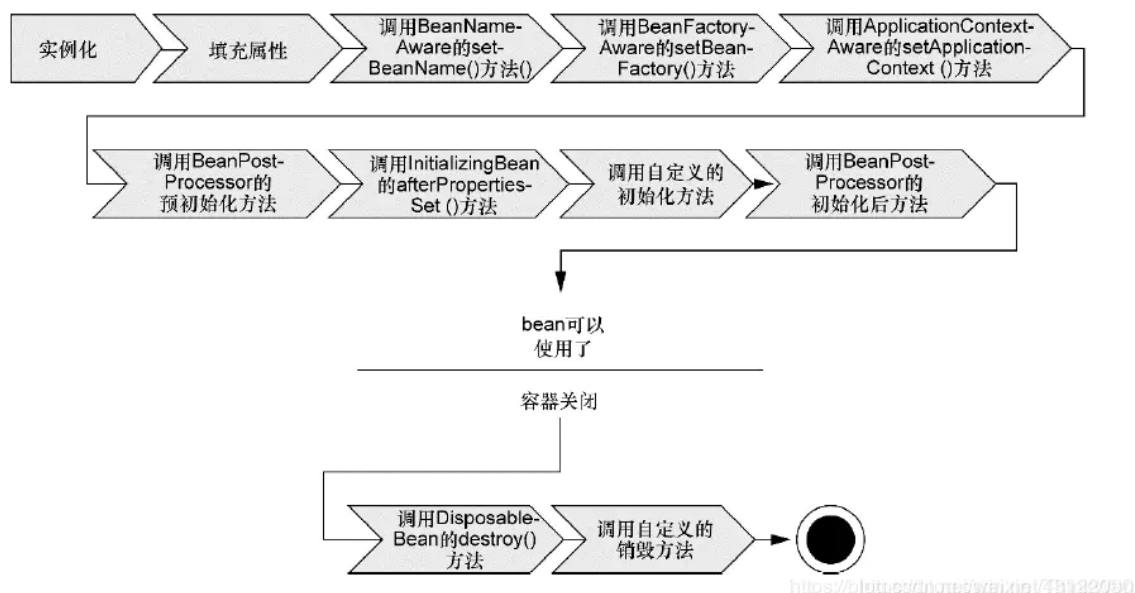 实例化
填充属性
调用BeanName-
Aware的set-
BeanName()方法()
调用BeanFactory-
Aware的setBean-
Factory()方法
调用ApplicationContext-
Aware的setApplication-
Context ()方法
调用BeanPost-
Processor的
预初始化方法
调用InitializingBean
的afterProperties-
Set ()方法
调用自定义的
初始化方法
调用BeanPost-
Processor的
初始化后方法
bean可以
使用了
容器关闭
调用Disposable-
Bean的destroy()
方法
调用自定义的
销毁方法